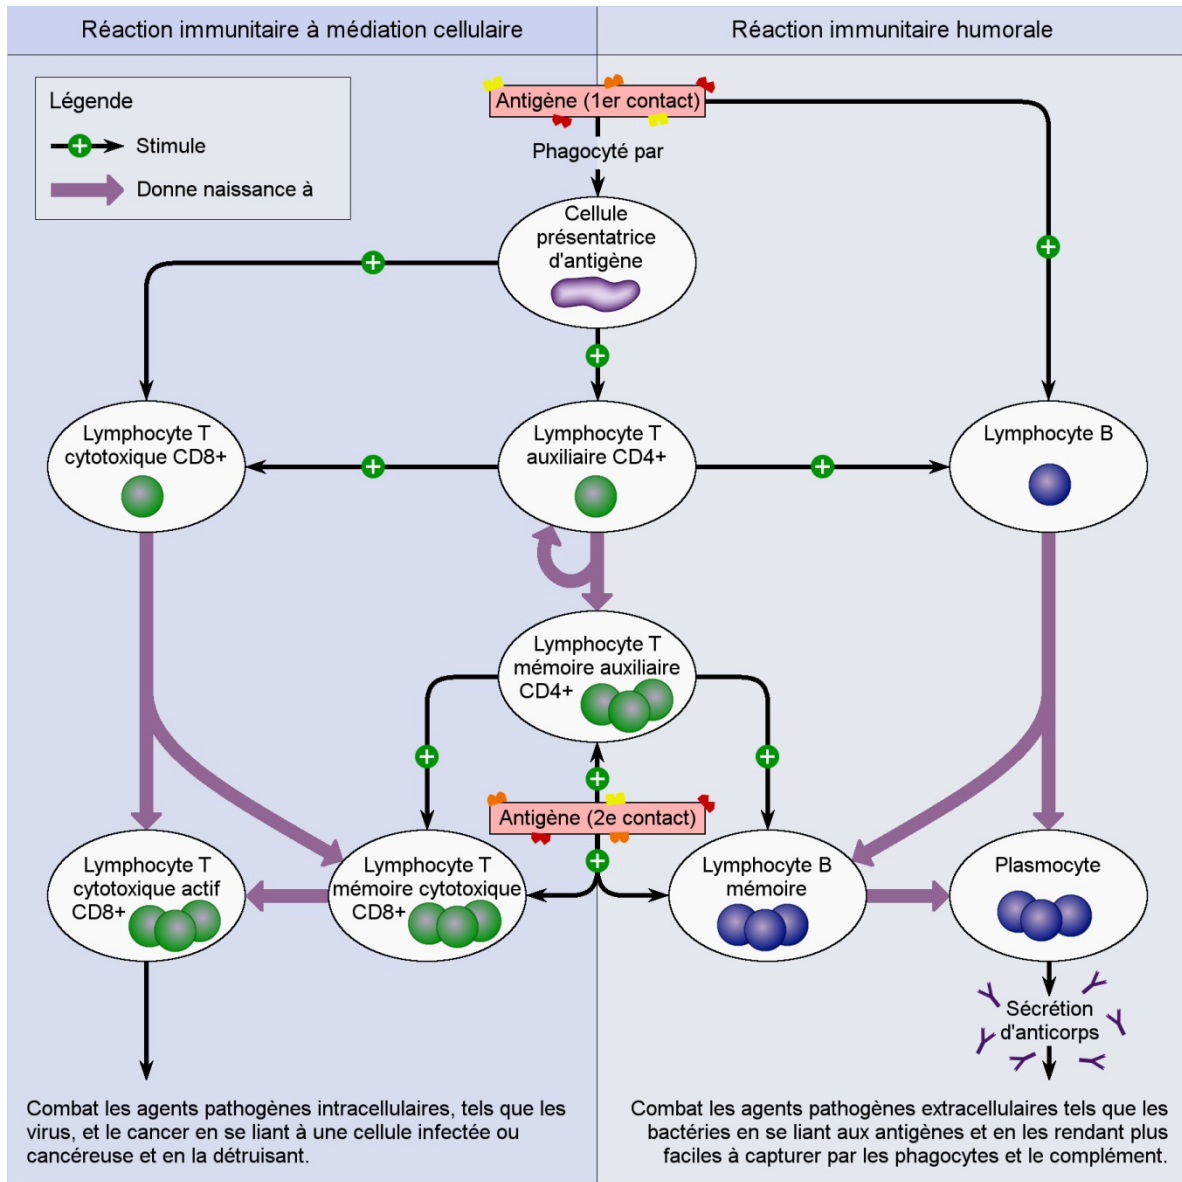 Réaction immunitaire à médiation cellulaire
Réaction immunitaire humorale
Légende
Stimule
Donne naissance à
Antigène (1er contact)
Phagocyté par
Cellule
présentatrice
d'antigène
Lymphocyte T
cytotoxique CD8+
Lymphocyte T
auxiliaire CD4+
Lymphocyte B
Lymphocyte T
mémoire auxiliaire
CD4+
Antigène (2e contact)
Lymphocyte T
cytotoxique actif
CD8+
Lymphocyte T
mémoire cytotoxique
CD8+
Lymphocyte B
mémoire
Plasmocyte
Sécrétion
d'anticorps
Combat les agents pathogènes intracellulaires, tels que les
virus, et le cancer en se liant à une cellule infectée ou
cancéreuse et en la détruisant.
Combat les agents pathogènes extracellulaires tels que les
bactéries en se liant aux antigènes et en les rendant plus
faciles à capturer par les phagocytes et le complément.